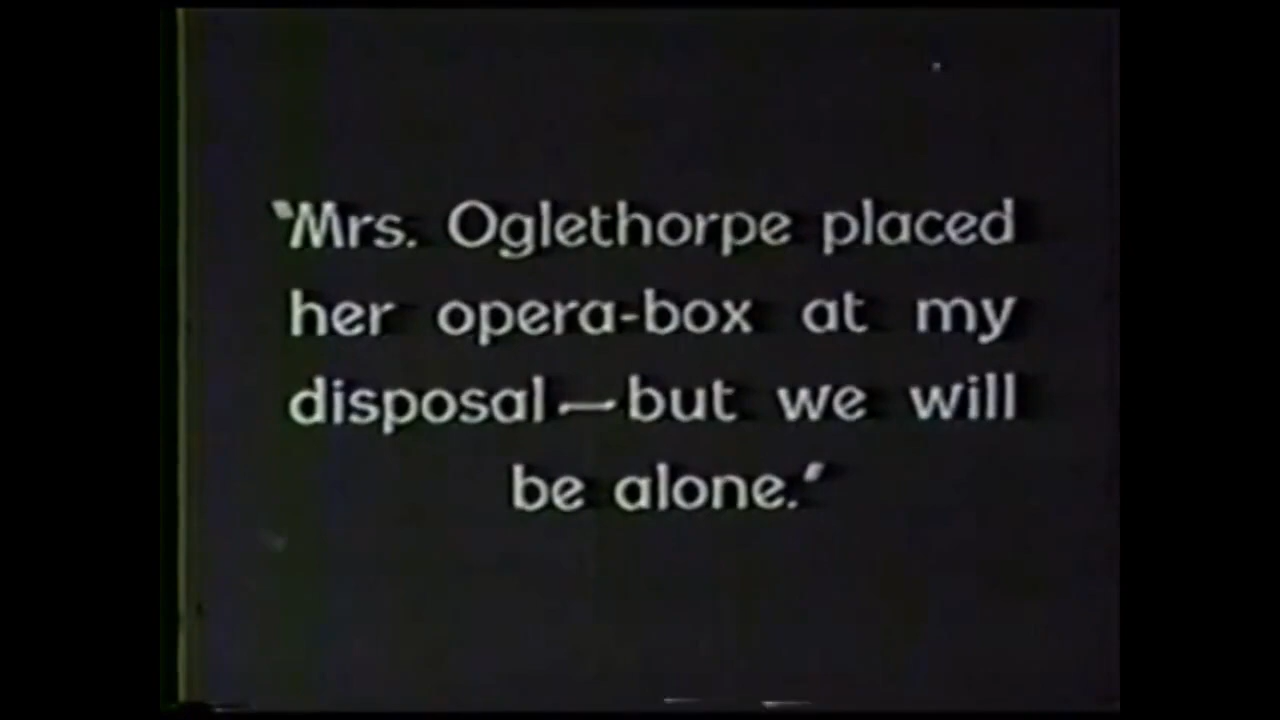 "Mrs. Oglethorpe placed
her opera-box at my
disposal—but we will
be alone."